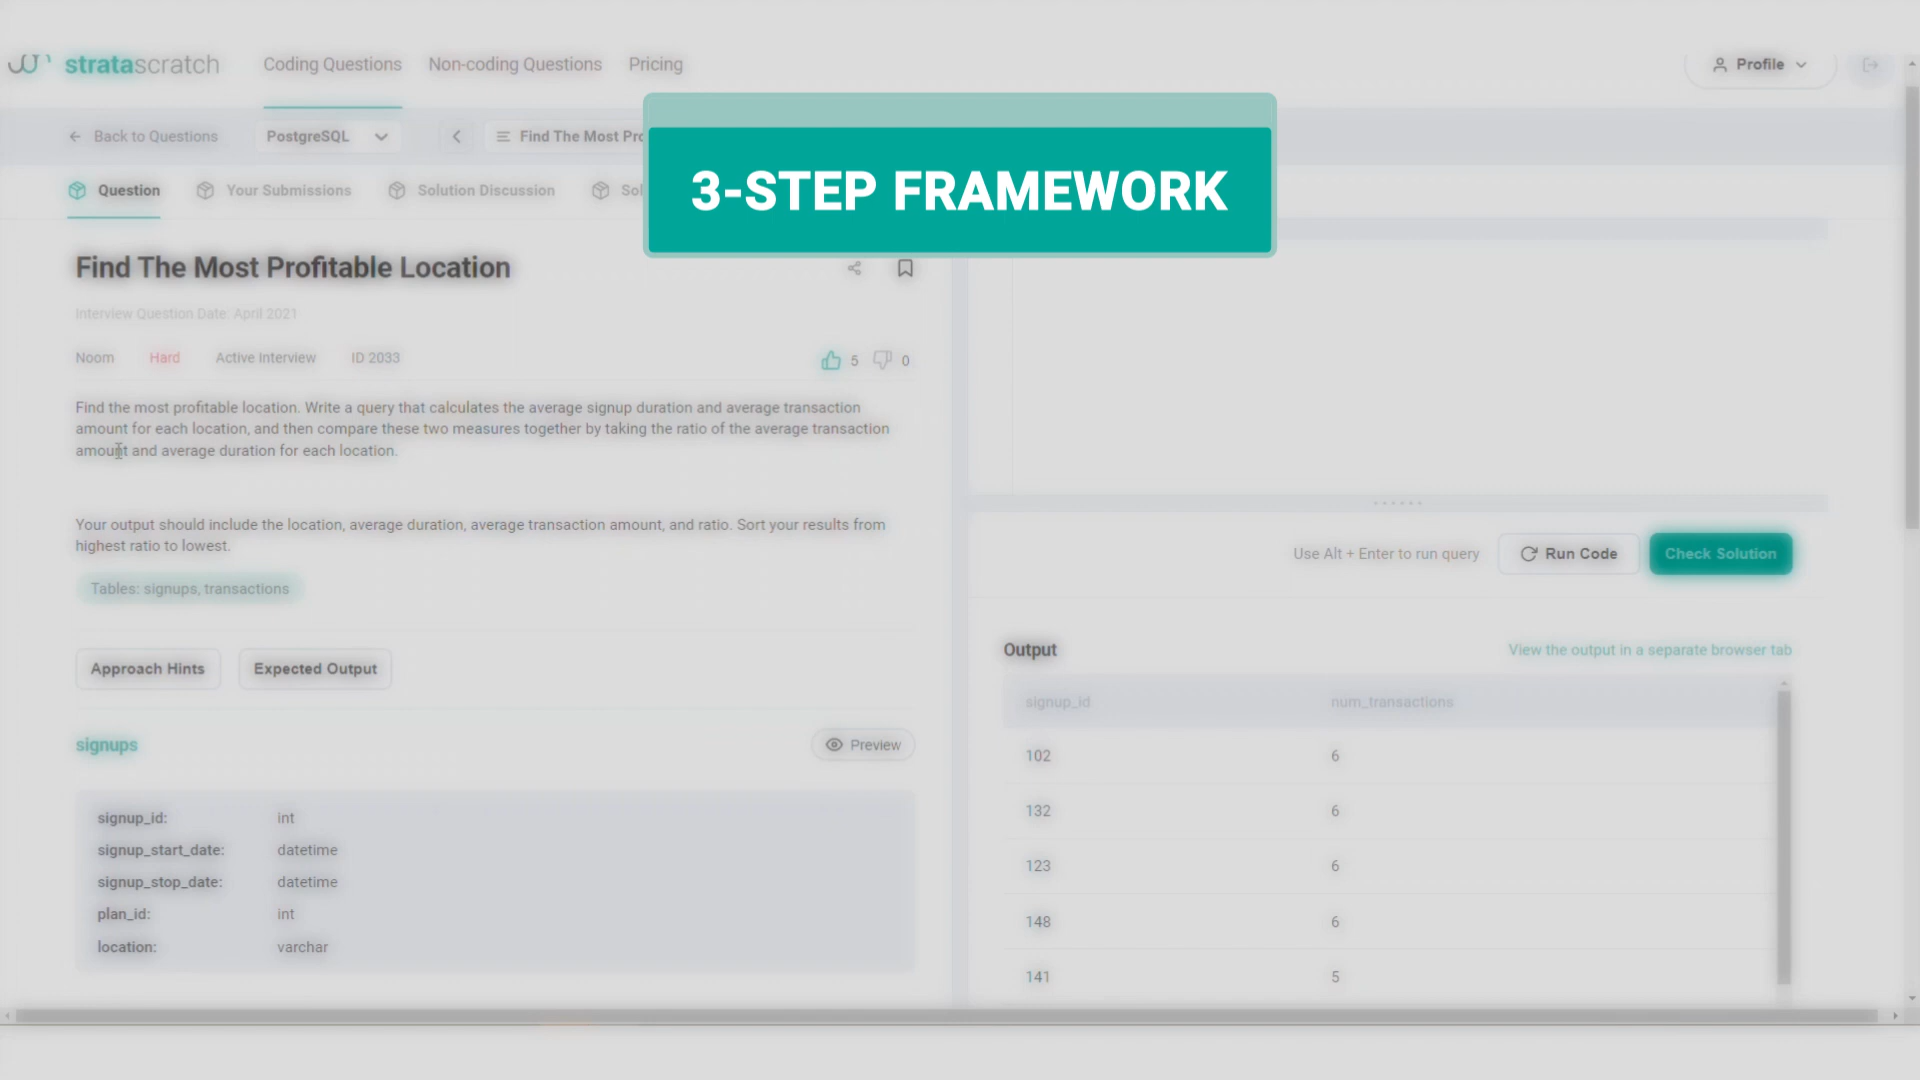 stratascratch
Coding Questions
Non-coding Questions
Pricing
Profile
Back to Questions
PostgreSQL
Find The Most Pro
3-STEP FRAMEWORK
Question
Your Submissions
Solution Discussion
Sol
Find The Most Profitable Location
Interview Question Date: April 2021
Noom Hard Active Interview ID 2033
5 0
Find the most profitable location. Write a query that calculates the average signup duration and average transaction
amount for each location, and then compare these two measures together by taking the ratio of the average transaction
amount and average duration for each location.
Your output should include the location, average duration, average transaction amount, and ratio. Sort your results from
highest ratio to lowest.
Tables: signups, transactions
Approach Hints
Expected Output
signups
Preview
signup_id: int
signup_start_date: datetime
signup_stop_date: datetime
plan_id: int
location: varchar
Use Alt + Enter to run query
Run Code
Check Solution
Output
View the output in a separate browser tab
signup_id num_transactions
102 6
132 6
123 6
148 6
141 5